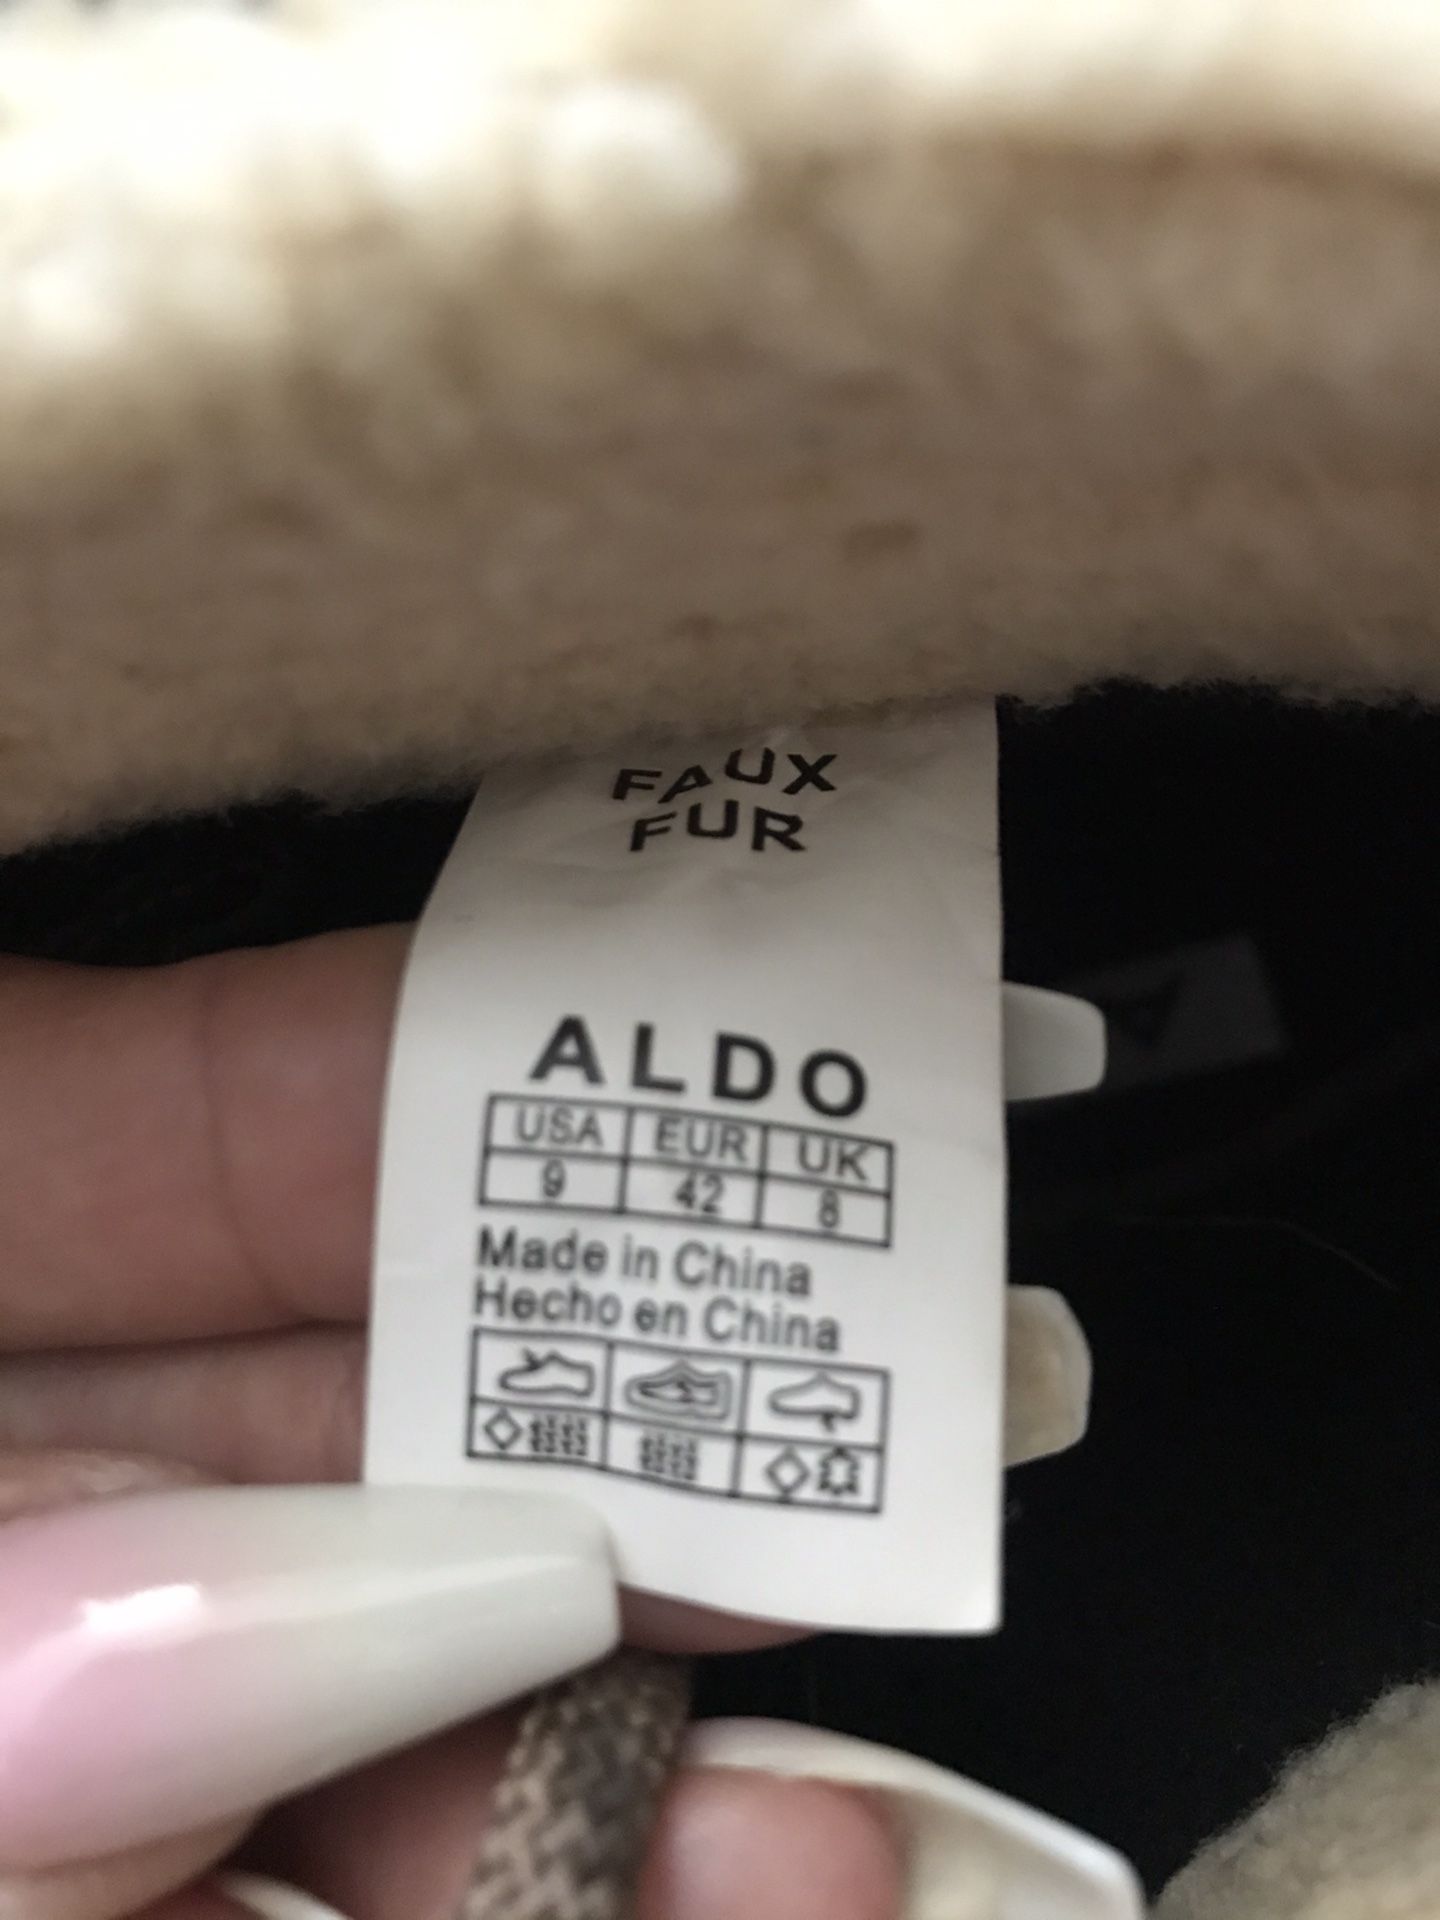 FAUX
FUR
ALDO
USA EUR UK
9 42 8
Made in China
Hecho en China